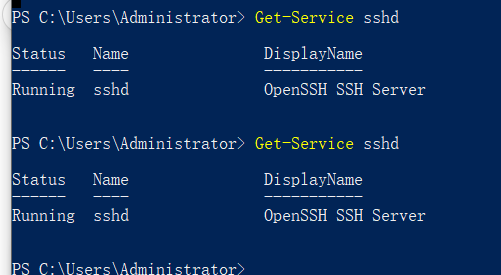 PS C:\Users\Administrator> Get-Service sshd
Status   Name               DisplayName
------   ----               -----------
Running  sshd               OpenSSH SSH Server
PS C:\Users\Administrator> Get-Service sshd
Status   Name               DisplayName
------   ----               -----------
Running  sshd               OpenSSH SSH Server
PS C:\Users\Administrator>